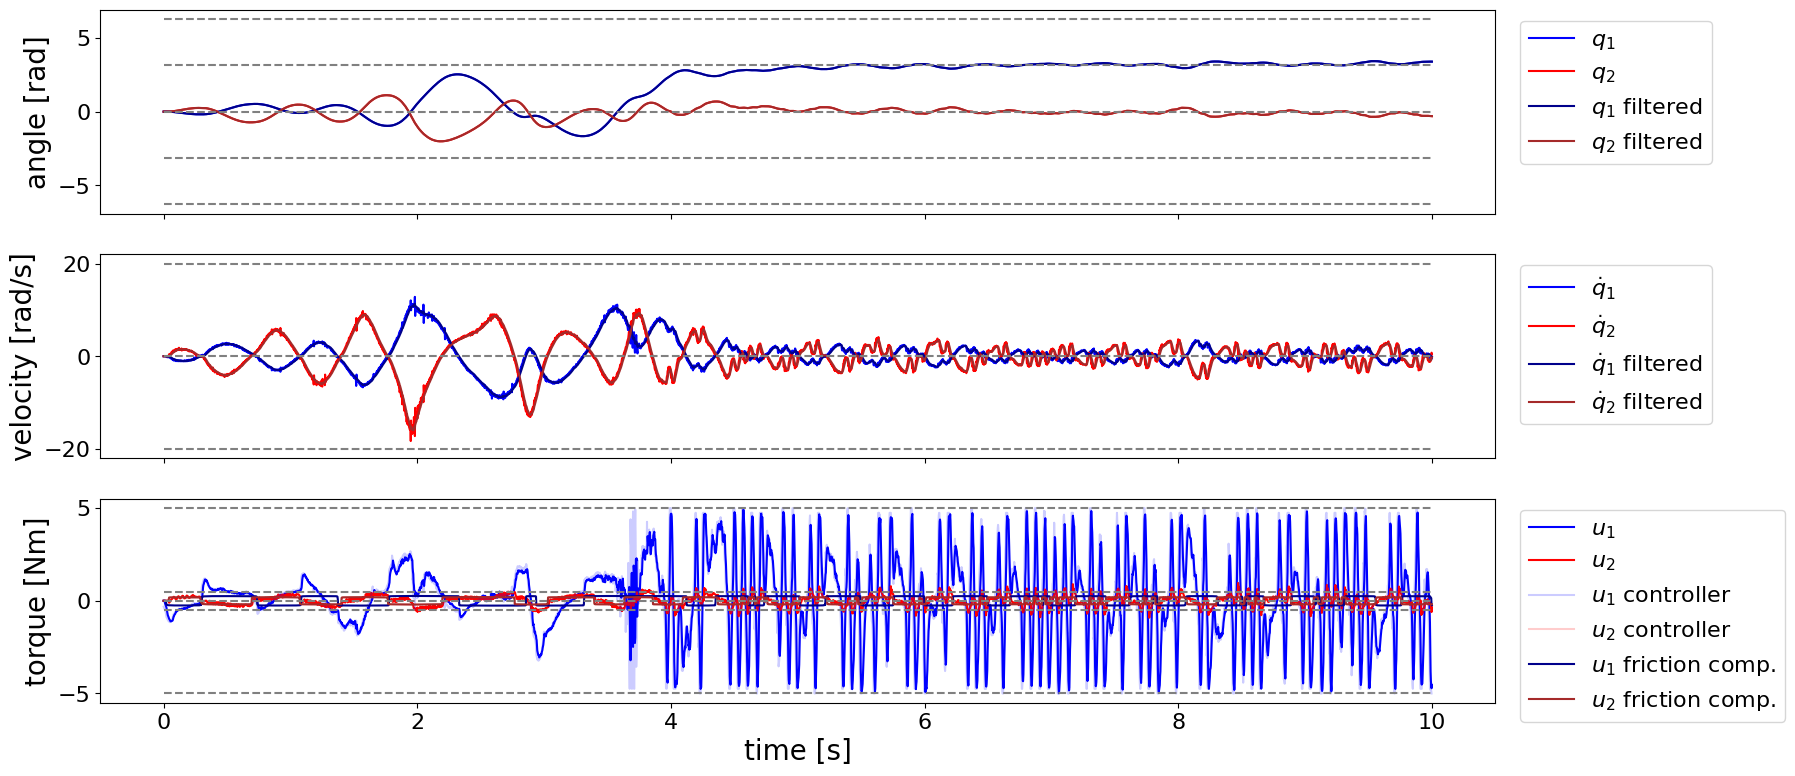 angle [rad]
5
0
−5
q₁
q₂
q₁ filtered
q₂ filtered
velocity [rad/s]
20
0
−20
q̇₁
q̇₂
q̇₁ filtered
q̇₂ filtered
torque [Nm]
5
0
−5
u₁
u₂
u₁ controller
u₂ controller
u₁ friction comp.
u₂ friction comp.
0 2 4 6 8 10
time [s]